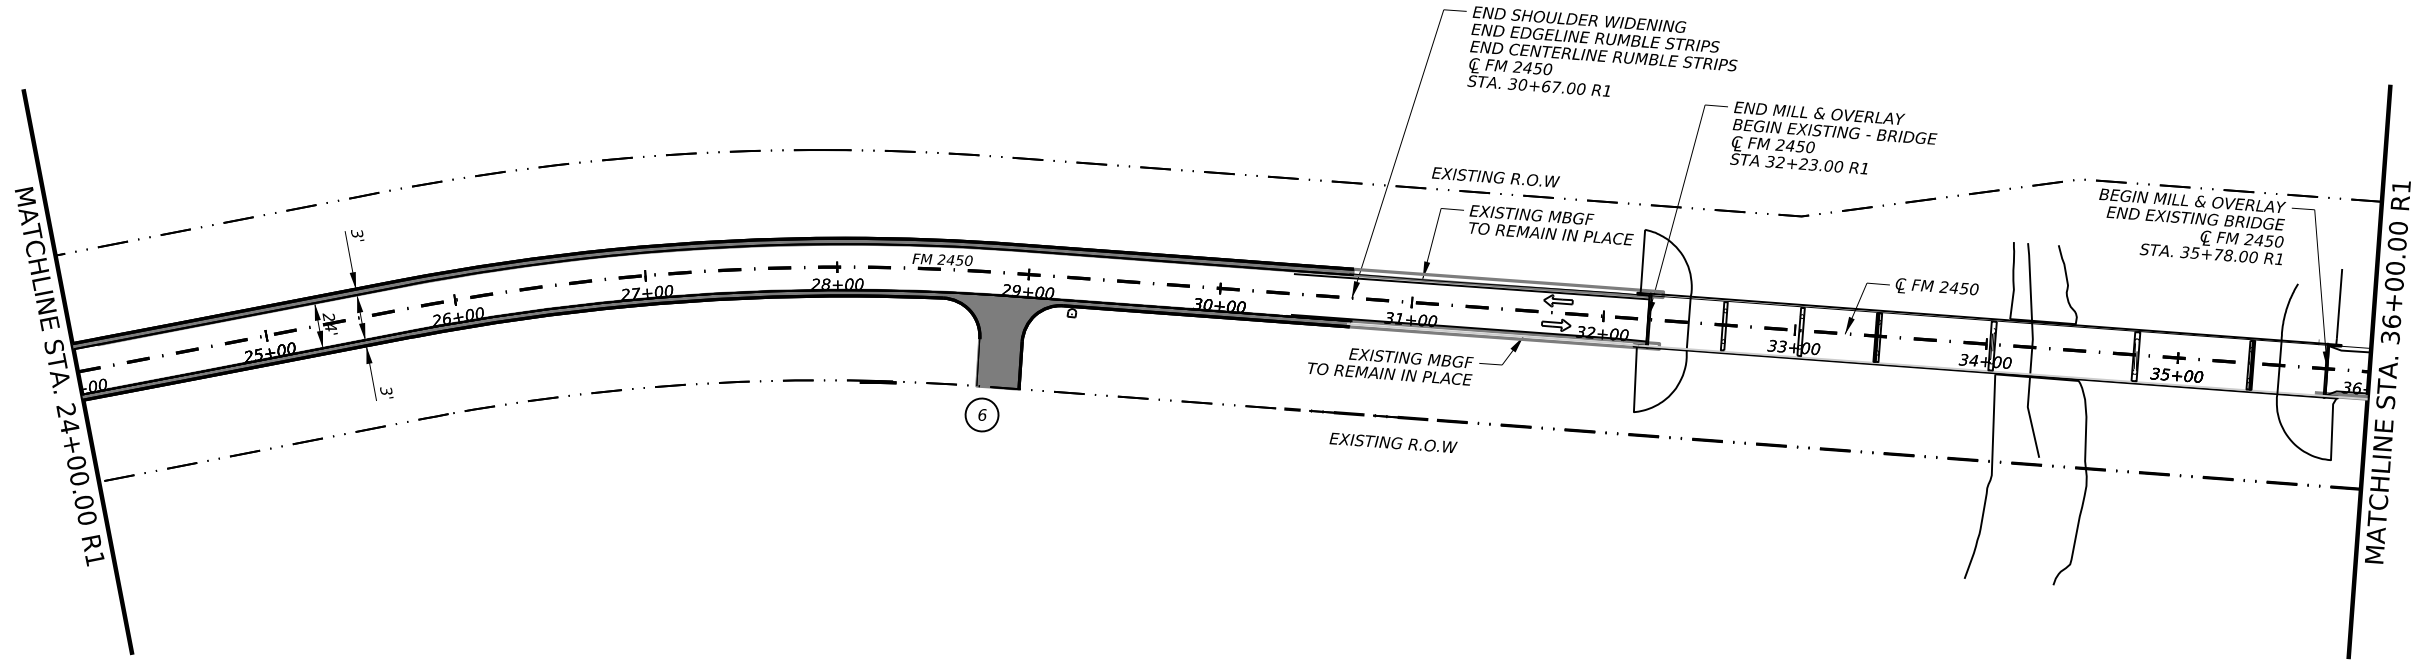 END SHOULDER WIDENING
END EDGELINE RUMBLE STRIPS
END CENTERLINE RUMBLE STRIPS
℄ FM 2450
STA. 30+67.00 R1
END MILL & OVERLAY
BEGIN EXISTING - BRIDGE
℄ FM 2450
STA 32+23.00 R1
EXISTING R.O.W
BEGIN MILL & OVERLAY
END EXISTING BRIDGE
℄ FM 2450
STA. 35+78.00 R1
EXISTING MBGF
TO REMAIN IN PLACE
MATCHLINE STA. 24+00.00 R1
3'
24'
3'
FM 2450
℄ FM 2450
+00
25+00
26+00
27+00
28+00
29+00
30+00
31+00
32+00
33+00
34+00
35+00
36+
D
EXISTING MBGF
TO REMAIN IN PLACE
6
EXISTING R.O.W
MATCHLINE STA. 36+00.00 R1